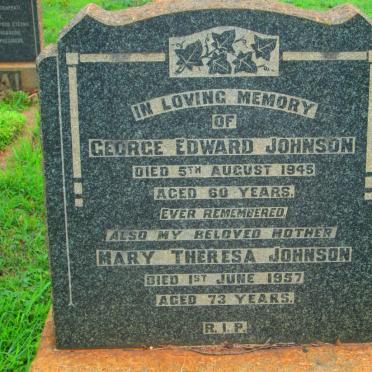 IN LOVING MEMORY
OF
GEORGE EDWARD JOHNSON
DIED 5TH AUGUST 1945
AGED 60 YEARS.
EVER REMEMBERED
ALSO MY BELOVED MOTHER
MARY THERESA JOHNSON
DIED 1ST JUNE 1957
AGED 73 YEARS.
R.I.P.